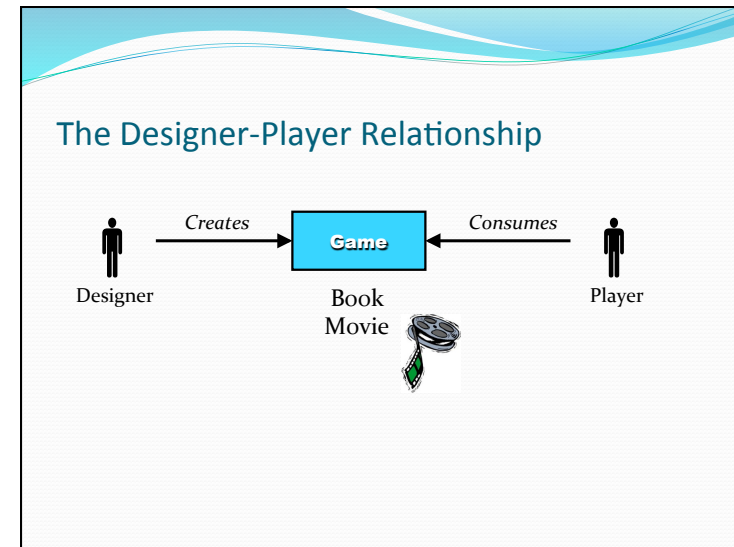 The Designer-Player Relationship
Creates
Game
Consumes
Designer
Player
Book
Movie